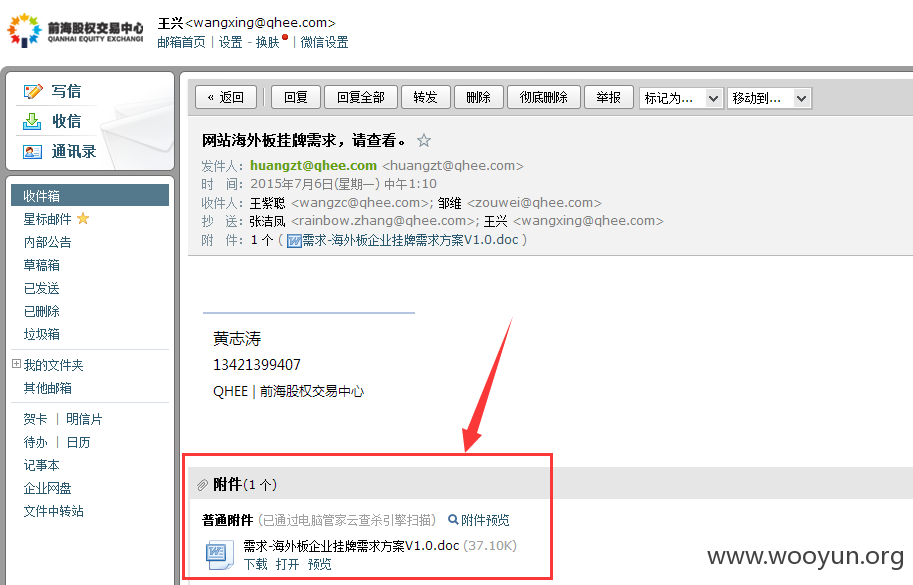 前海股权交易中心
QIANHAI EQUITY EXCHANGE
王兴<wangxing@qhee.com>
邮箱首页 | 设置 - 换肤 | 微信设置
写信
收信
通讯录
收件箱
星标邮件
内部公告
草稿箱
已发送
已删除
垃圾箱
我的文件夹
其他邮箱
贺卡 | 明信片
待办 | 日历
记事本
企业网盘
文件中转站
« 返回 回复 回复全部 转发 删除 彻底删除 举报 标记为... 移动到...
网站海外板挂牌需求，请查看。
发件人：huangzt@qhee.com <huangzt@qhee.com>
时 间：2015年7月6日(星期一) 中午1:10
收件人：王紫聪 <wangzc@qhee.com>; 邹维 <zouwei@qhee.com>
抄 送：张洁凤 <rainbow.zhang@qhee.com>; 王兴 <wangxing@qhee.com>
附 件：1 个 ( 需求-海外板企业挂牌需求方案V1.0.doc )
黄志涛
13421399407
QHEE | 前海股权交易中心
附件(1 个)
普通附件 (已通过电脑管家云查杀引擎扫描) 附件预览
需求-海外板企业挂牌需求方案V1.0.doc (37.10K)
下载 打开 预览
www.wooyun.org